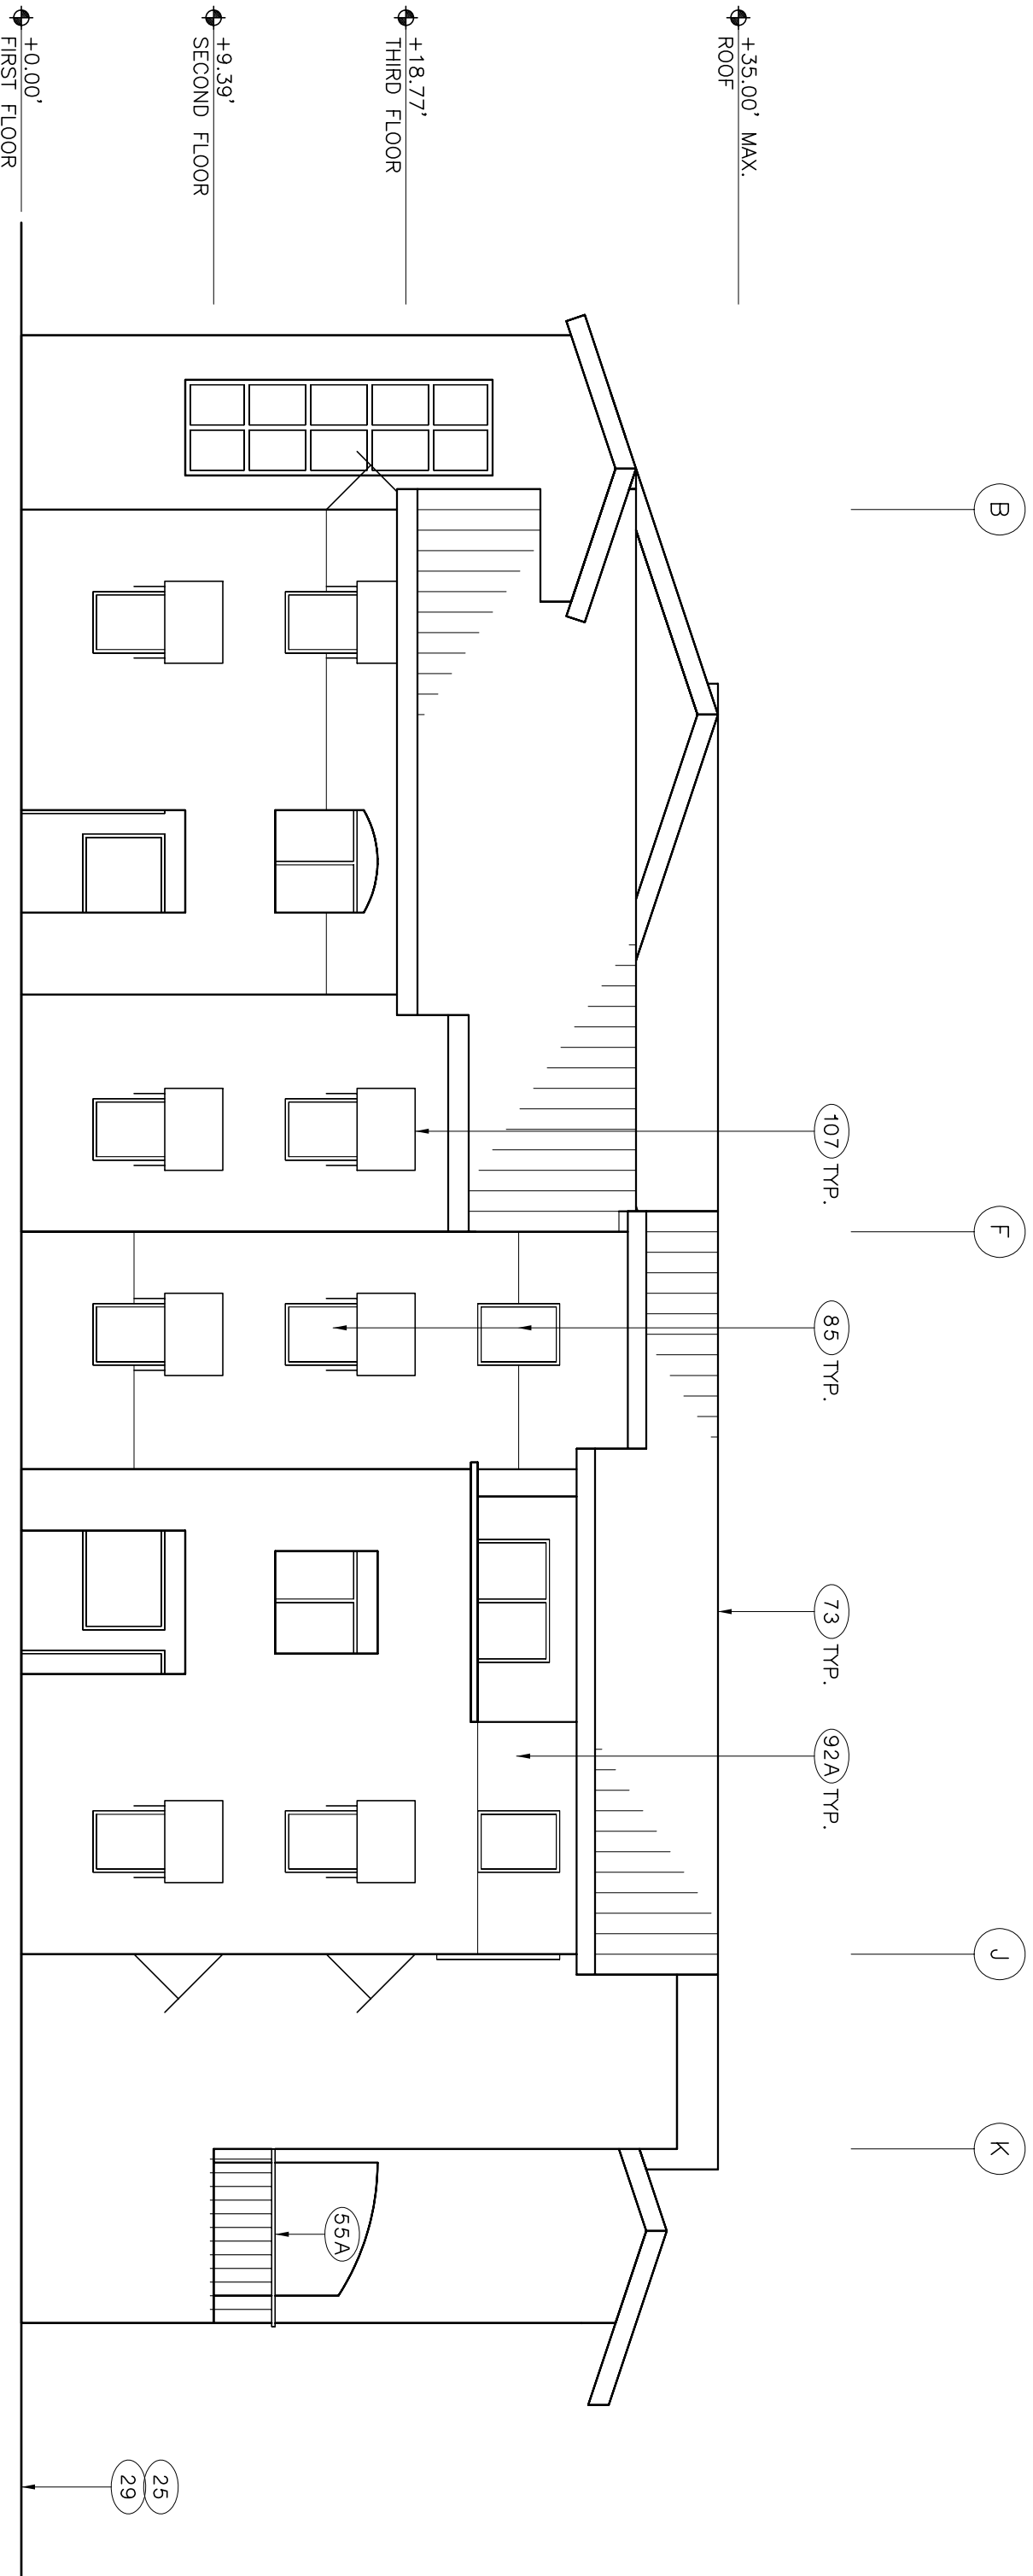 B
F
J
K
+35.00' MAX.
ROOF
107 TYP.
85 TYP.
73 TYP.
92A TYP.
+18.77'
THIRD FLOOR
55A
+9.39'
SECOND FLOOR
25
29
+0.00'
FIRST FLOOR